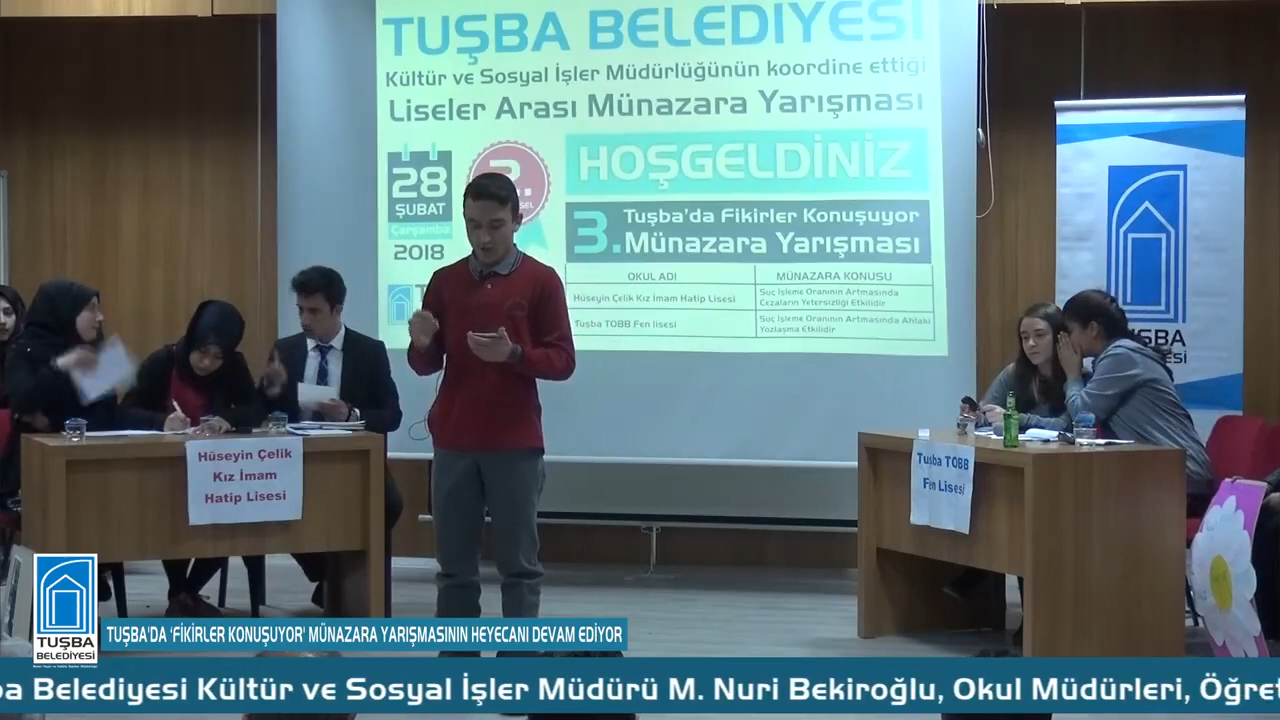 TUŞBA BELEDİYESİ
Kültür ve Sosyal İşler Müdürlüğünün koordine ettiği
Liseler Arası Münazara Yarışması
28
ŞUBAT
Çarşamba
2018
2.
HOŞGELDİNİZ
3. Tuşba'da Fikirler Konuşuyor
Münazara Yarışması
OKUL ADI
MÜNAZARA KONUSU
Hüseyin Çelik Kız İmam Hatip Lisesi
Suç İşleme Oranının Artmasında
Cezaların Yetersizliği Etkilidir
Tuşba TOBB Fen lisesi
Suç İşleme Oranının Artmasında Ahlaki
Yozlaşma Etkilidir
Hüseyin Çelik
Kız İmam
Hatip Lisesi
Tuşba TOBB
Fen Lisesi
TUŞBA
BELEDİYESİ
TUŞBA'DA 'FİKİRLER KONUŞUYOR' MÜNAZARA YARIŞMASININ HEYECANI DEVAM EDİYOR
ba Belediyesi Kültür ve Sosyal İşler Müdürü M. Nuri Bekiroğlu, Okul Müdürleri, Öğret